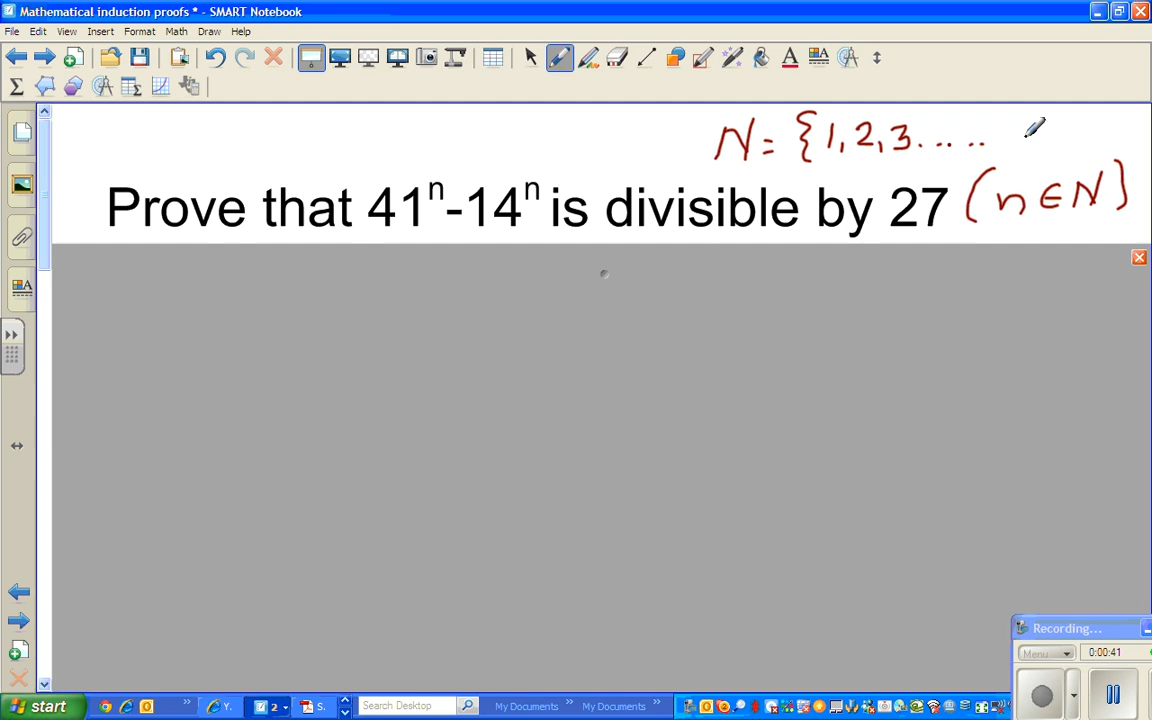 Mathematical induction proofs * - SMART Notebook
File Edit View Insert Format Math Draw Help
N = {1, 2, 3.....
Prove that 41ⁿ-14ⁿ is divisible by 27 (n ∈ N)
Recording...
Menu 0:00:41
start Y. 2 S. Search Desktop My Documents » My Documents »